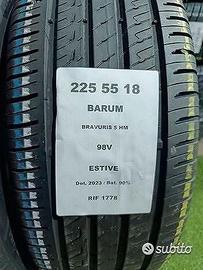 225 55 18
BARUM
BRAVURIS 5 HM
98V
ESTIVE
Dot. 2023 / Bat. 90%
RIF 1778
subito